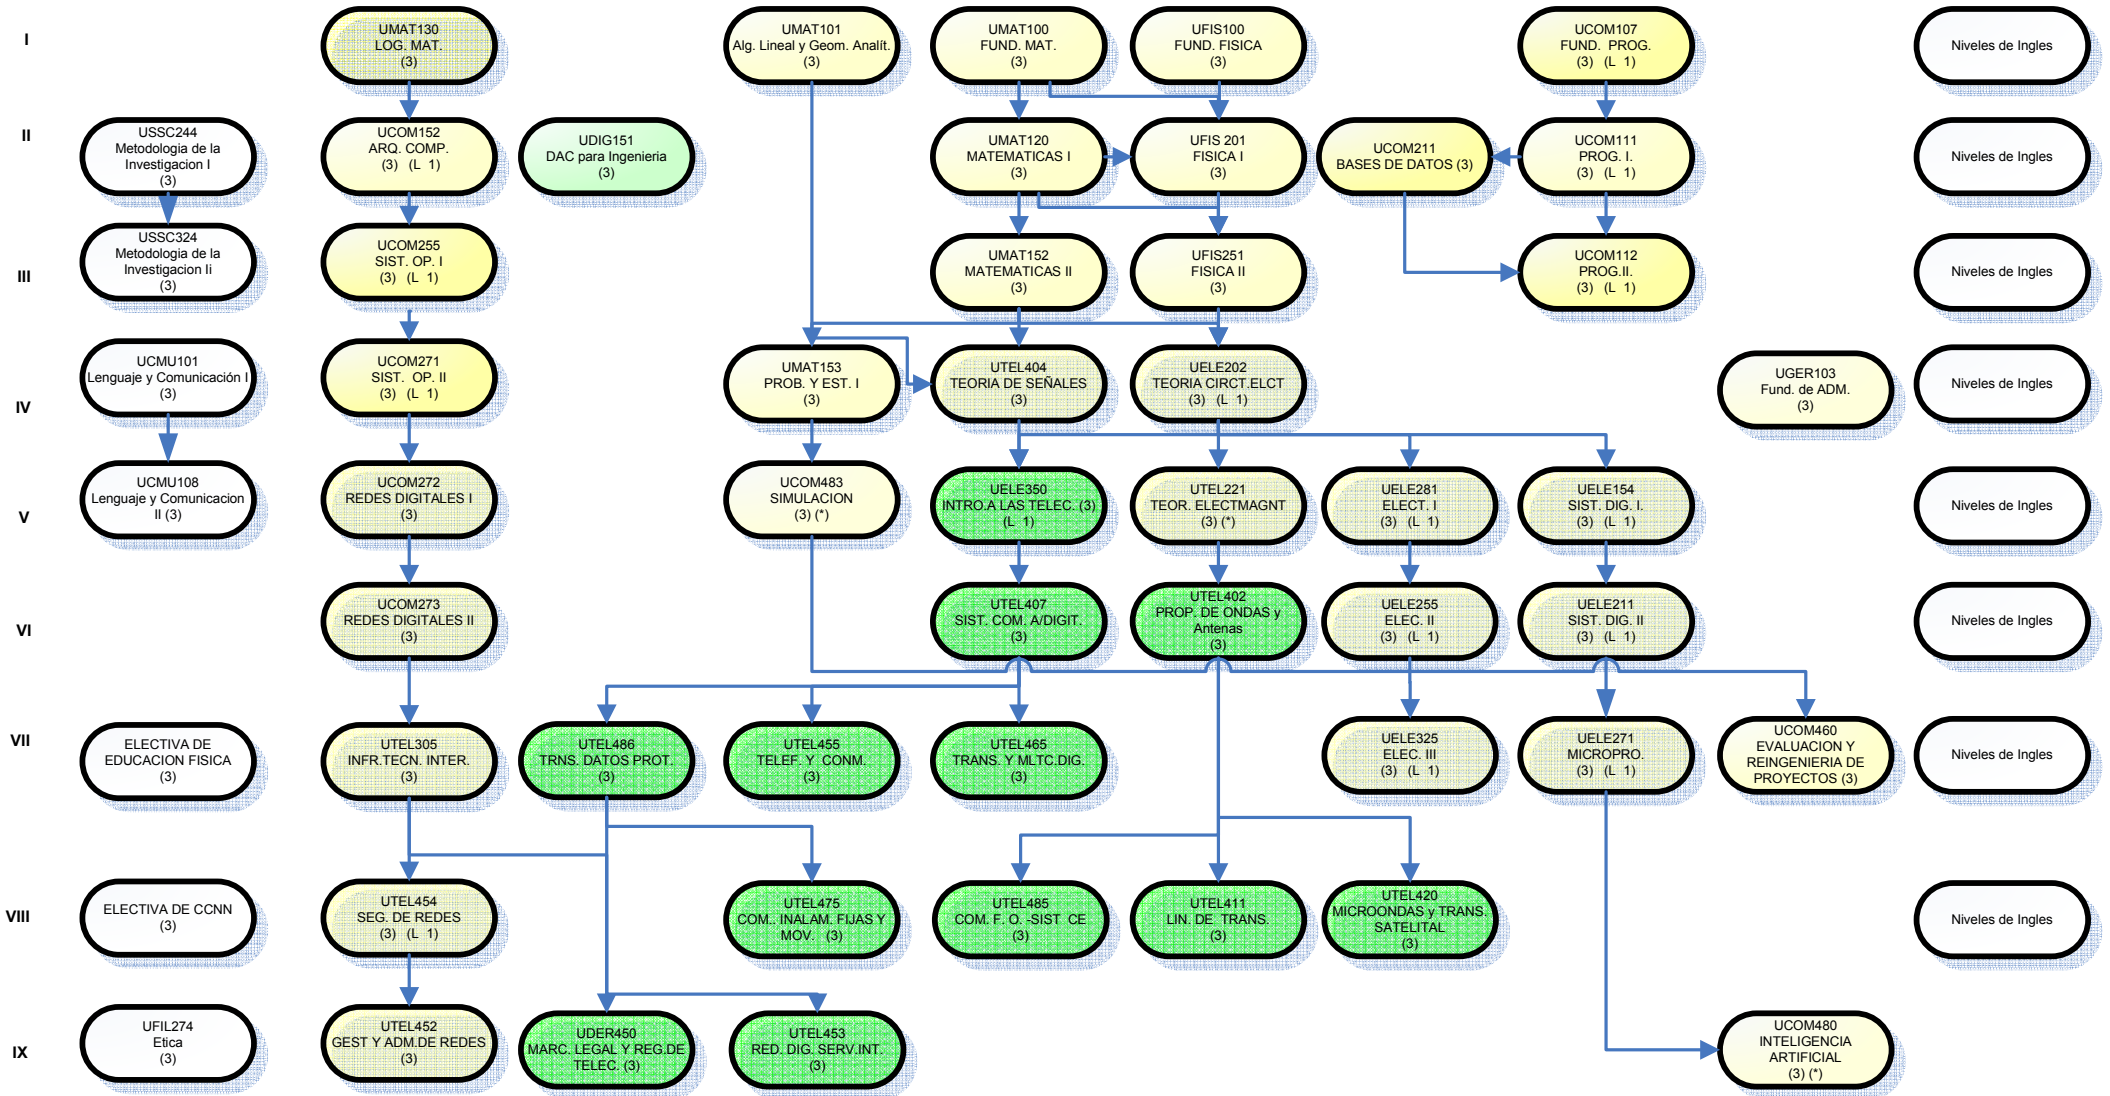 I
UMAT130
LOG. MAT.
(3)
UMAT101
Alg. Lineal y Geom. Analít.
(3)
UMAT100
FUND. MAT.
(3)
UFIS100
FUND. FISICA
(3)
UCOM107
FUND. PROG.
(3) (L 1)
Niveles de Ingles
II
USSC244
Metodologia de la
Investigacion I
(3)
UCOM152
ARQ. COMP.
(3) (L 1)
UDIG151
DAC para Ingenieria
(3)
UMAT120
MATEMATICAS I
(3)
UFIS 201
FISICA I
(3)
UCOM211
BASES DE DATOS (3)
UCOM111
PROG. I.
(3) (L 1)
Niveles de Ingles
III
USSC324
Metodologia de la
Investigacion Ii
(3)
UCOM255
SIST. OP. I
(3) (L 1)
UMAT152
MATEMATICAS II
(3)
UFIS251
FISICA II
(3)
UCOM112
PROG.II.
(3) (L 1)
Niveles de Ingles
IV
UCMU101
Lenguaje y Comunicación I
(3)
UCOM271
SIST. OP. II
(3) (L 1)
UMAT153
PROB. Y EST. I
(3)
UTEL404
TEORIA DE SEÑALES
(3)
UELE202
TEORIA CIRCT.ELCT
(3) (L 1)
UGER103
Fund. de ADM.
(3)
Niveles de Ingles
V
UCMU108
Lenguaje y Comunicacion
II (3)
UCOM272
REDES DIGITALES I
(3)
UCOM483
SIMULACION
(3) (*)
UELE350
INTRO.A LAS TELEC. (3)
(L 1)
UTEL221
TEOR. ELECTMAGNT
(3) (*)
UELE281
ELECT. I
(3) (L 1)
UELE154
SIST. DIG. I.
(3) (L 1)
Niveles de Ingles
VI
UCOM273
REDES DIGITALES II
(3)
UTEL407
SIST. COM. A/DIGIT.
(3)
UTEL402
PROP. DE ONDAS y
Antenas
(3)
UELE255
ELEC. II
(3) (L 1)
UELE211
SIST. DIG. II
(3) (L 1)
Niveles de Ingles
VII
ELECTIVA DE
EDUCACION FISICA
(3)
UTEL305
INFR.TECN. INTER.
(3)
UTEL486
TRNS. DATOS PROT.
(3)
UTEL455
TELEF. Y CONM.
(3)
UTEL465
TRANS. Y MLTC.DIG.
(3)
UELE325
ELEC. III
(3) (L 1)
UELE271
MICROPRO.
(3) (L 1)
UCOM460
EVALUACION Y
REINGENIERIA DE
PROYECTOS (3)
Niveles de Ingles
VIII
ELECTIVA DE CCNN
(3)
UTEL454
SEG. DE REDES
(3) (L 1)
UTEL475
COM.. INALAM. FIJAS Y
MOV. (3)
UTEL485
COM. F. O. -SIST CE
(3)
UTEL411
LIN. DE TRANS.
(3)
UTEL420
MICROONDAS y TRANS.
SATELITAL
(3)
Niveles de Ingles
IX
UFIL274
Etica
(3)
UTEL452
GEST Y ADM.DE REDES
(3)
UDER450
MARC. LEGAL Y REG DE
TELEC. (3)
UTEL453
RED. DIG. SERV.INT.
(3)
UCOM480
INTELIGENCIA
ARTIFICIAL
(3) (*)